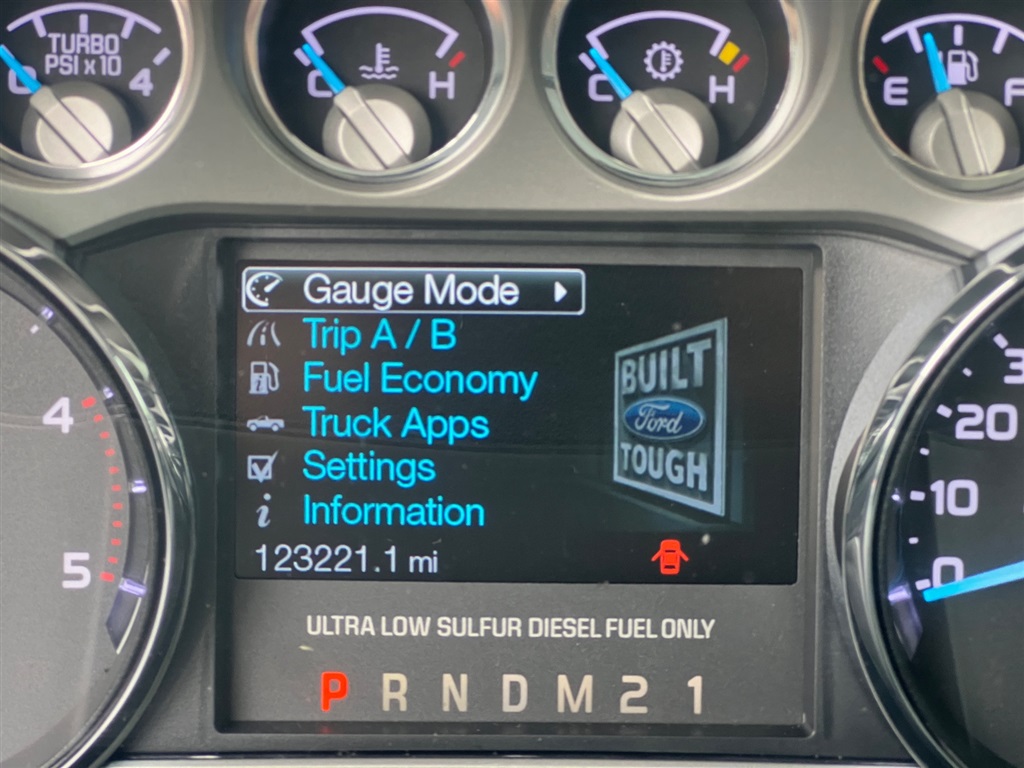 TURBO
PSI x 10
C 4
C H
C H
E F
Gauge Mode
Trip A / B
Fuel Economy
Truck Apps
Settings
Information
123221.1 mi
BUILT
Ford
TOUGH
4
5
20
10
0
ULTRA LOW SULFUR DIESEL FUEL ONLY
P R N D M 2 1